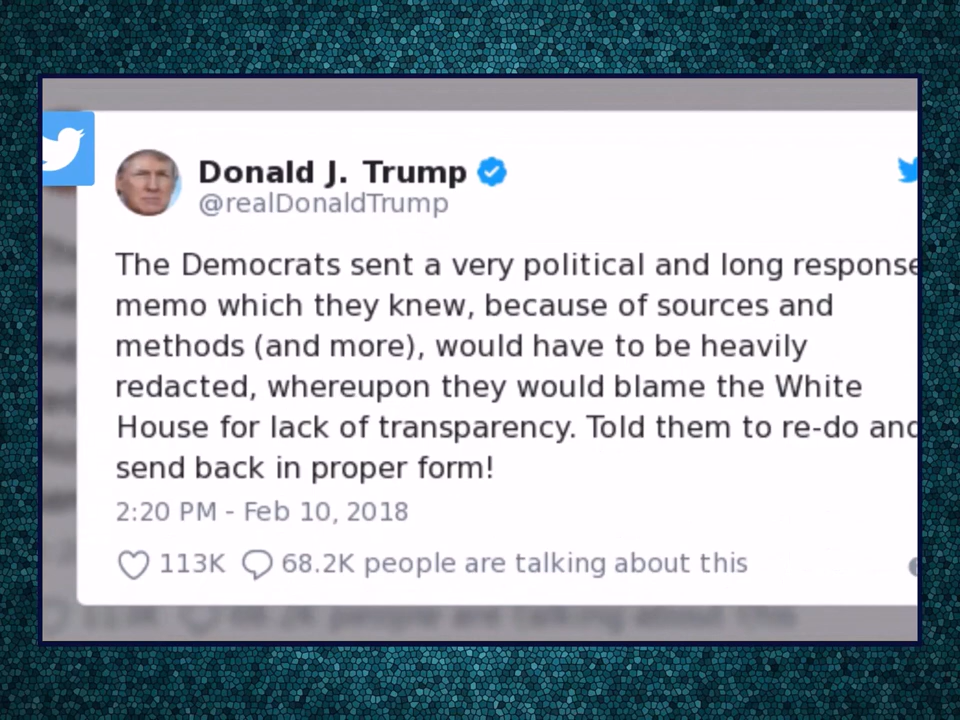 Donald J. Trump
@realDonaldTrump
The Democrats sent a very political and long response
memo which they knew, because of sources and
methods (and more), would have to be heavily
redacted, whereupon they would blame the White
House for lack of transparency. Told them to re-do and
send back in proper form!
2:20 PM - Feb 10, 2018
113K 68.2K people are talking about this